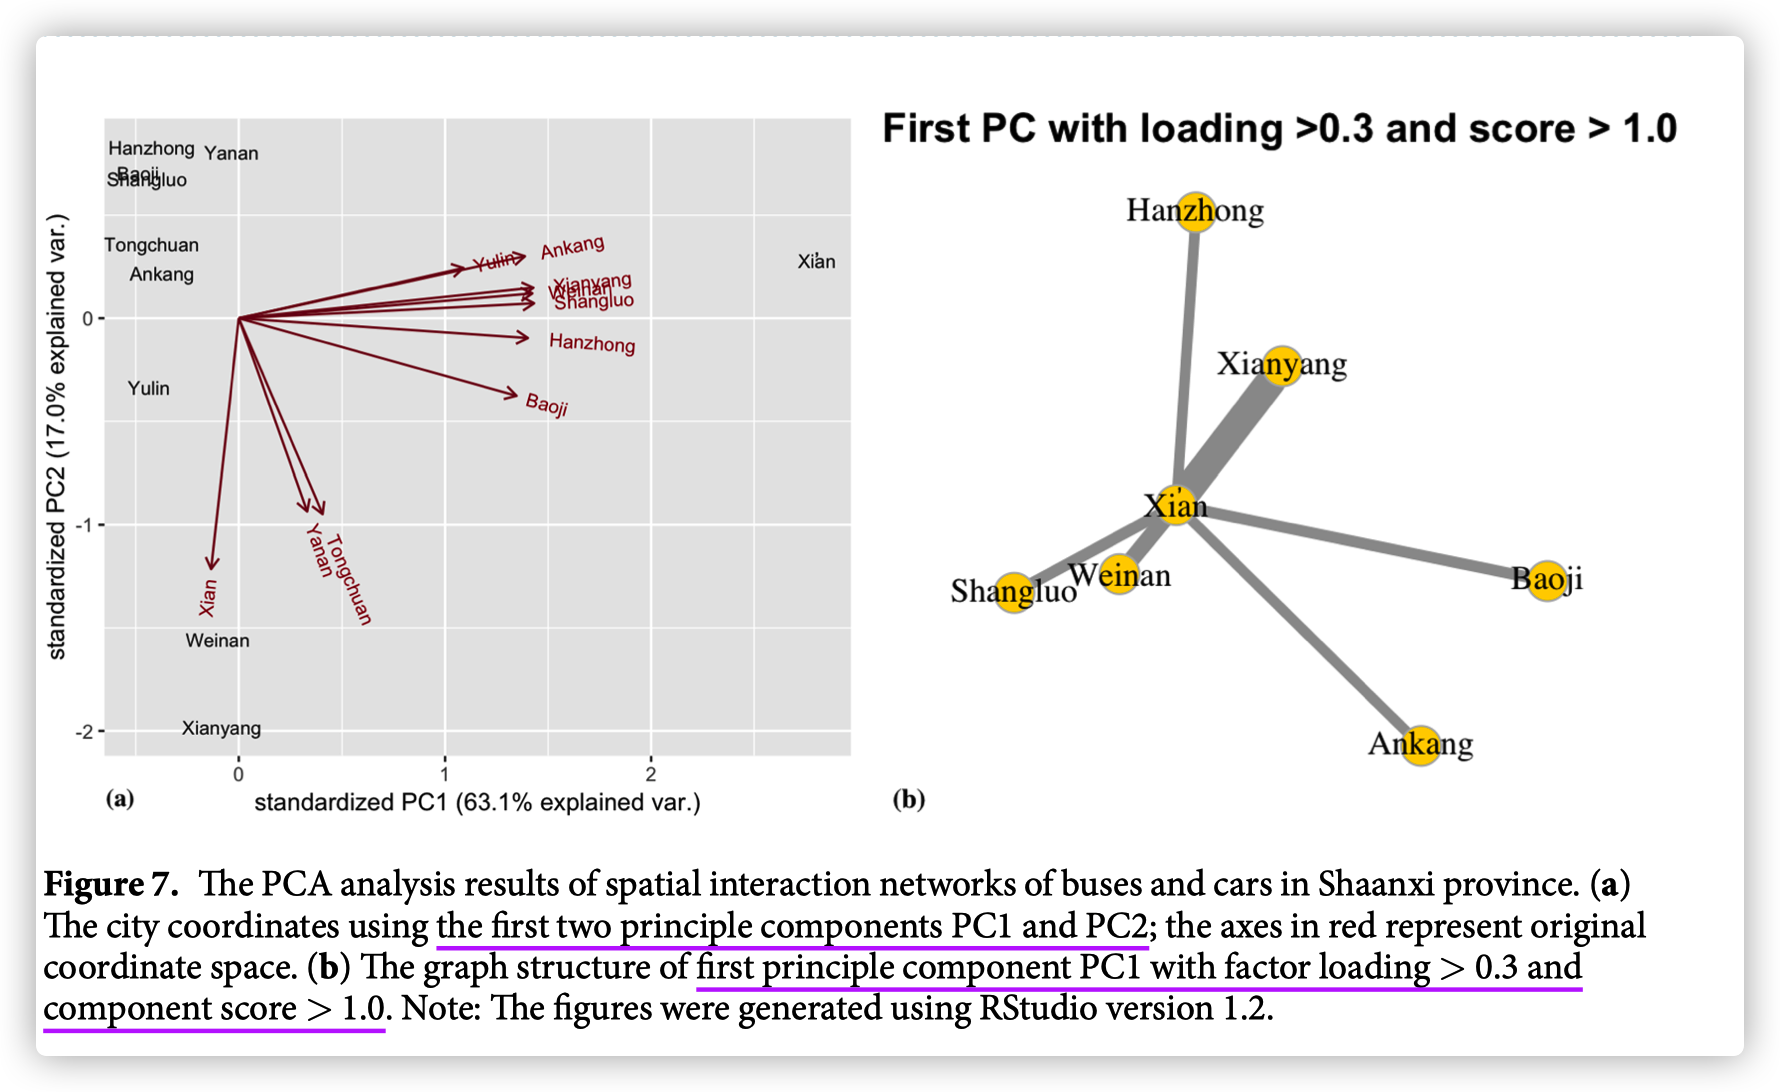 Hanzhong
Yanan
Baoji
Shangluo
Tongchuan
Ankang
Yulin
Weinan
Xianyang
Xi'an
Yulin
Ankang
Xianyang
Weinan
Shangluo
Hanzhong
Baoji
Xian
Yanan
Tongchuan
0
-1
-2
0
1
2
standardized PC2 (17.0% explained var.)
standardized PC1 (63.1% explained var.)
(a)
First PC with loading >0.3 and score > 1.0
Hanzhong
Xianyang
Xi'an
Shangluo
Weinan
Baoji
Ankang
(b)
Figure 7. The PCA analysis results of spatial interaction networks of buses and cars in Shaanxi province. (a)
The city coordinates using the first two principle components PC1 and PC2; the axes in red represent original
coordinate space. (b) The graph structure of first principle component PC1 with factor loading > 0.3 and
component score > 1.0. Note: The figures were generated using RStudio version 1.2.